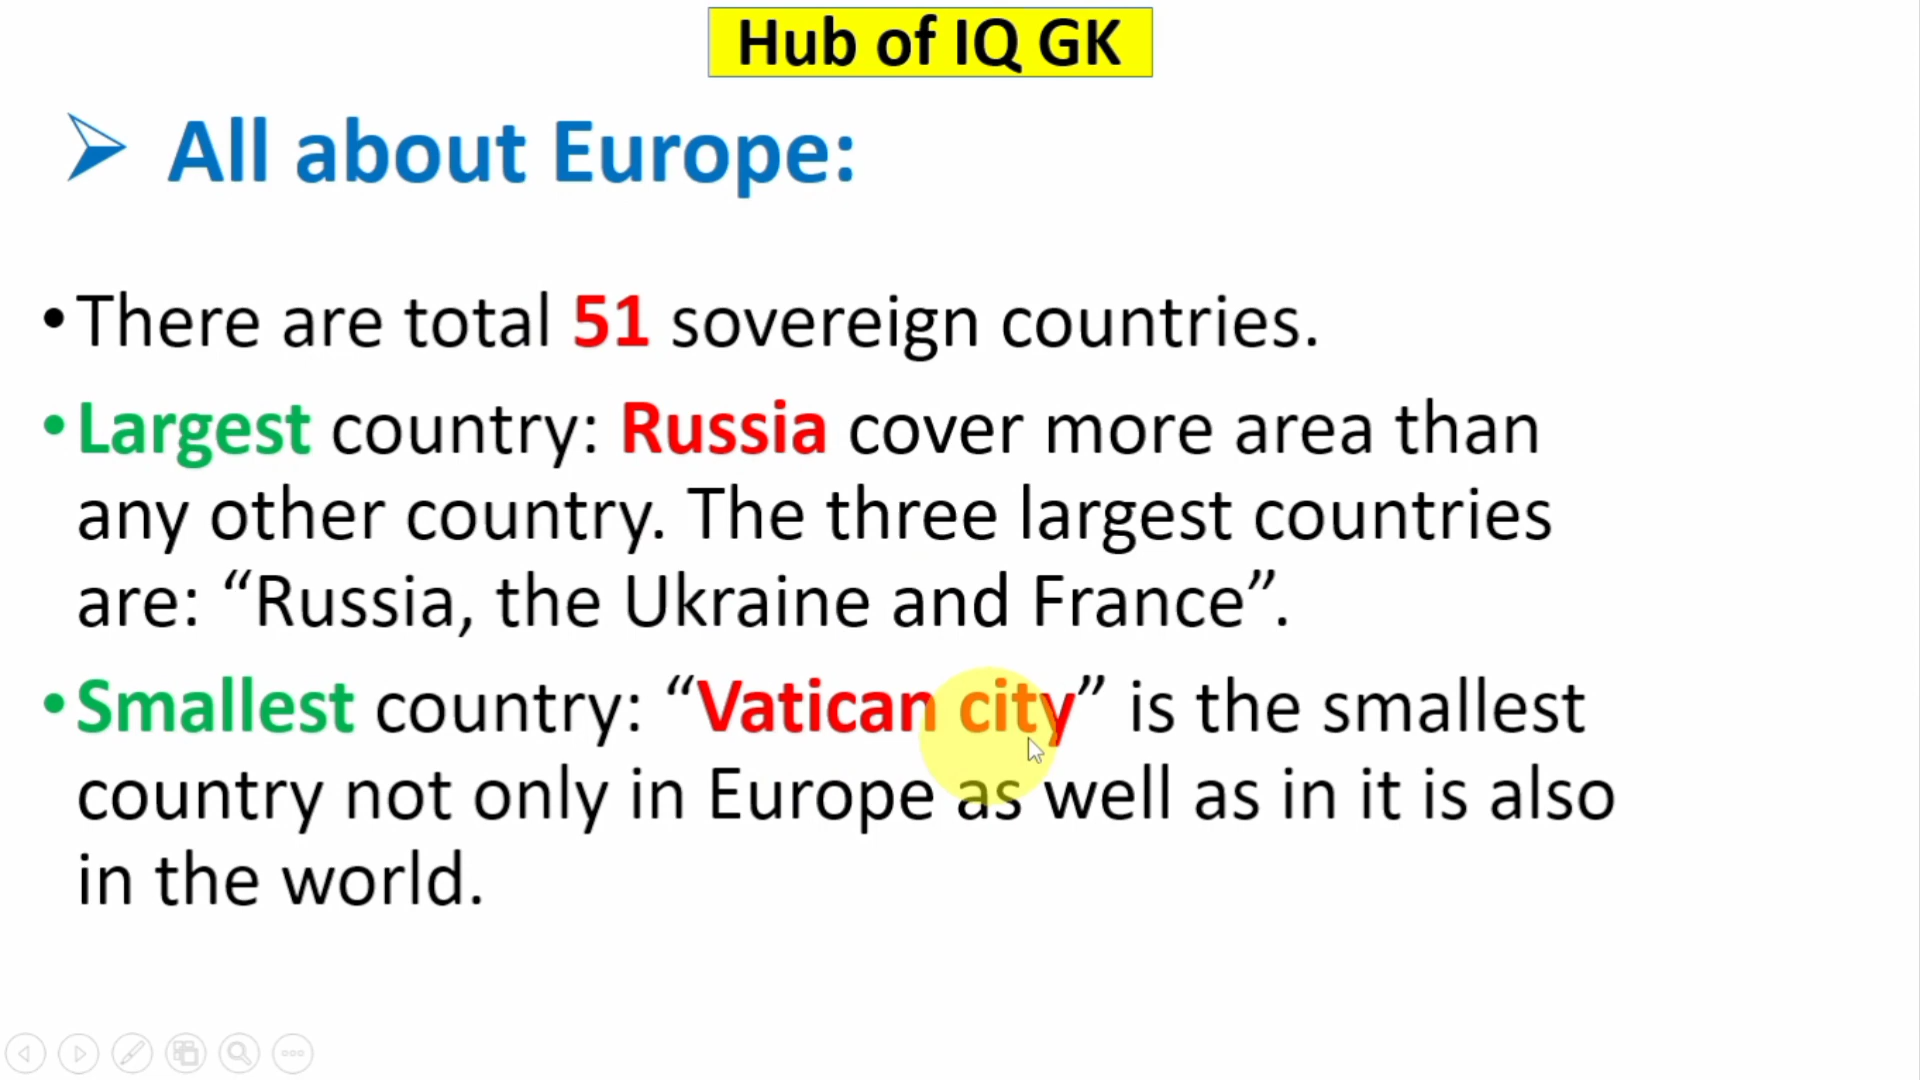 Hub of IQ GK
All about Europe:
•There are total 51 sovereign countries.
•Largest country: Russia cover more area than
any other country. The three largest countries
are: “Russia, the Ukraine and France”.
•Smallest country: “Vatican city” is the smallest
country not only in Europe as well as in it is also
in the world.